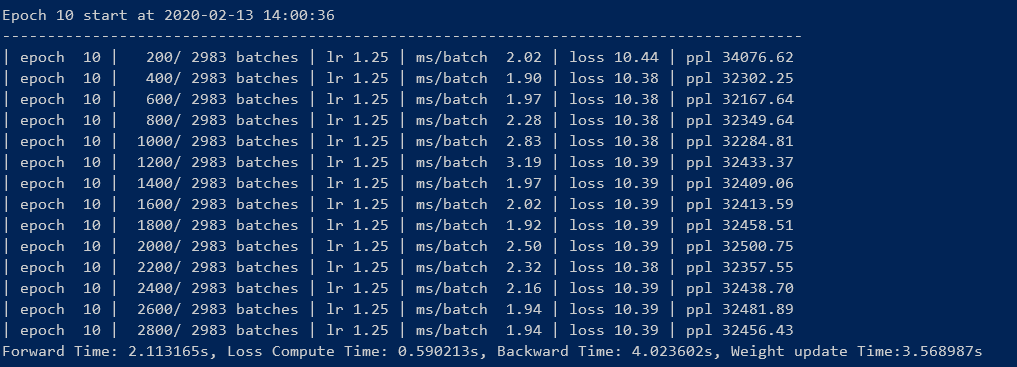 Epoch 10 start at 2020-02-13 14:00:36
-----------------------------------------------------------------------------------------
| epoch  10 |   200/ 2983 batches | lr 1.25 | ms/batch  2.02 | loss 10.44 | ppl 34076.62
| epoch  10 |   400/ 2983 batches | lr 1.25 | ms/batch  1.90 | loss 10.38 | ppl 32302.25
| epoch  10 |   600/ 2983 batches | lr 1.25 | ms/batch  1.97 | loss 10.38 | ppl 32167.64
| epoch  10 |   800/ 2983 batches | lr 1.25 | ms/batch  2.28 | loss 10.38 | ppl 32349.64
| epoch  10 |  1000/ 2983 batches | lr 1.25 | ms/batch  2.83 | loss 10.38 | ppl 32284.81
| epoch  10 |  1200/ 2983 batches | lr 1.25 | ms/batch  3.19 | loss 10.39 | ppl 32433.37
| epoch  10 |  1400/ 2983 batches | lr 1.25 | ms/batch  1.97 | loss 10.39 | ppl 32409.06
| epoch  10 |  1600/ 2983 batches | lr 1.25 | ms/batch  2.02 | loss 10.39 | ppl 32413.59
| epoch  10 |  1800/ 2983 batches | lr 1.25 | ms/batch  1.92 | loss 10.39 | ppl 32458.51
| epoch  10 |  2000/ 2983 batches | lr 1.25 | ms/batch  2.50 | loss 10.39 | ppl 32500.75
| epoch  10 |  2200/ 2983 batches | lr 1.25 | ms/batch  2.32 | loss 10.38 | ppl 32357.55
| epoch  10 |  2400/ 2983 batches | lr 1.25 | ms/batch  2.16 | loss 10.39 | ppl 32438.70
| epoch  10 |  2600/ 2983 batches | lr 1.25 | ms/batch  1.94 | loss 10.39 | ppl 32481.89
| epoch  10 |  2800/ 2983 batches | lr 1.25 | ms/batch  1.94 | loss 10.39 | ppl 32456.43
Forward Time: 2.113165s, Loss Compute Time: 0.590213s, Backward Time: 4.023602s, Weight update Time:3.568987s